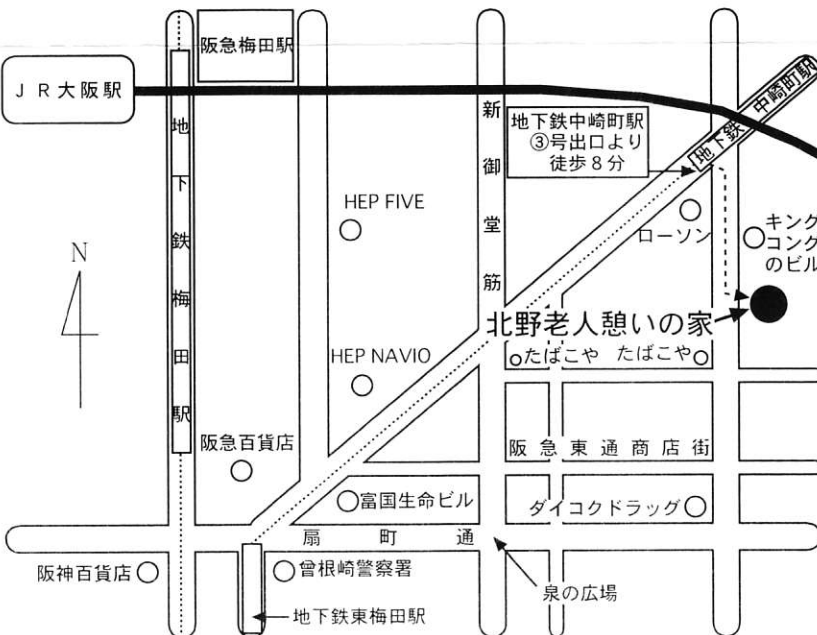 阪急梅田駅
JR大阪駅
地下鉄梅田駅
新御堂筋
地下鉄中崎町駅
③号出口より
徒歩8分
地下鉄 中崎町駅
HEP FIVE
ローソン
キング
コング
のビル
N
北野老人憩いの家
HEP NAVIO
たばこや
たばこや
阪急百貨店
阪急東通商店街
富国生命ビル
ダイコクドラッグ
扇町通
阪神百貨店
曾根崎警察署
泉の広場
地下鉄東梅田駅